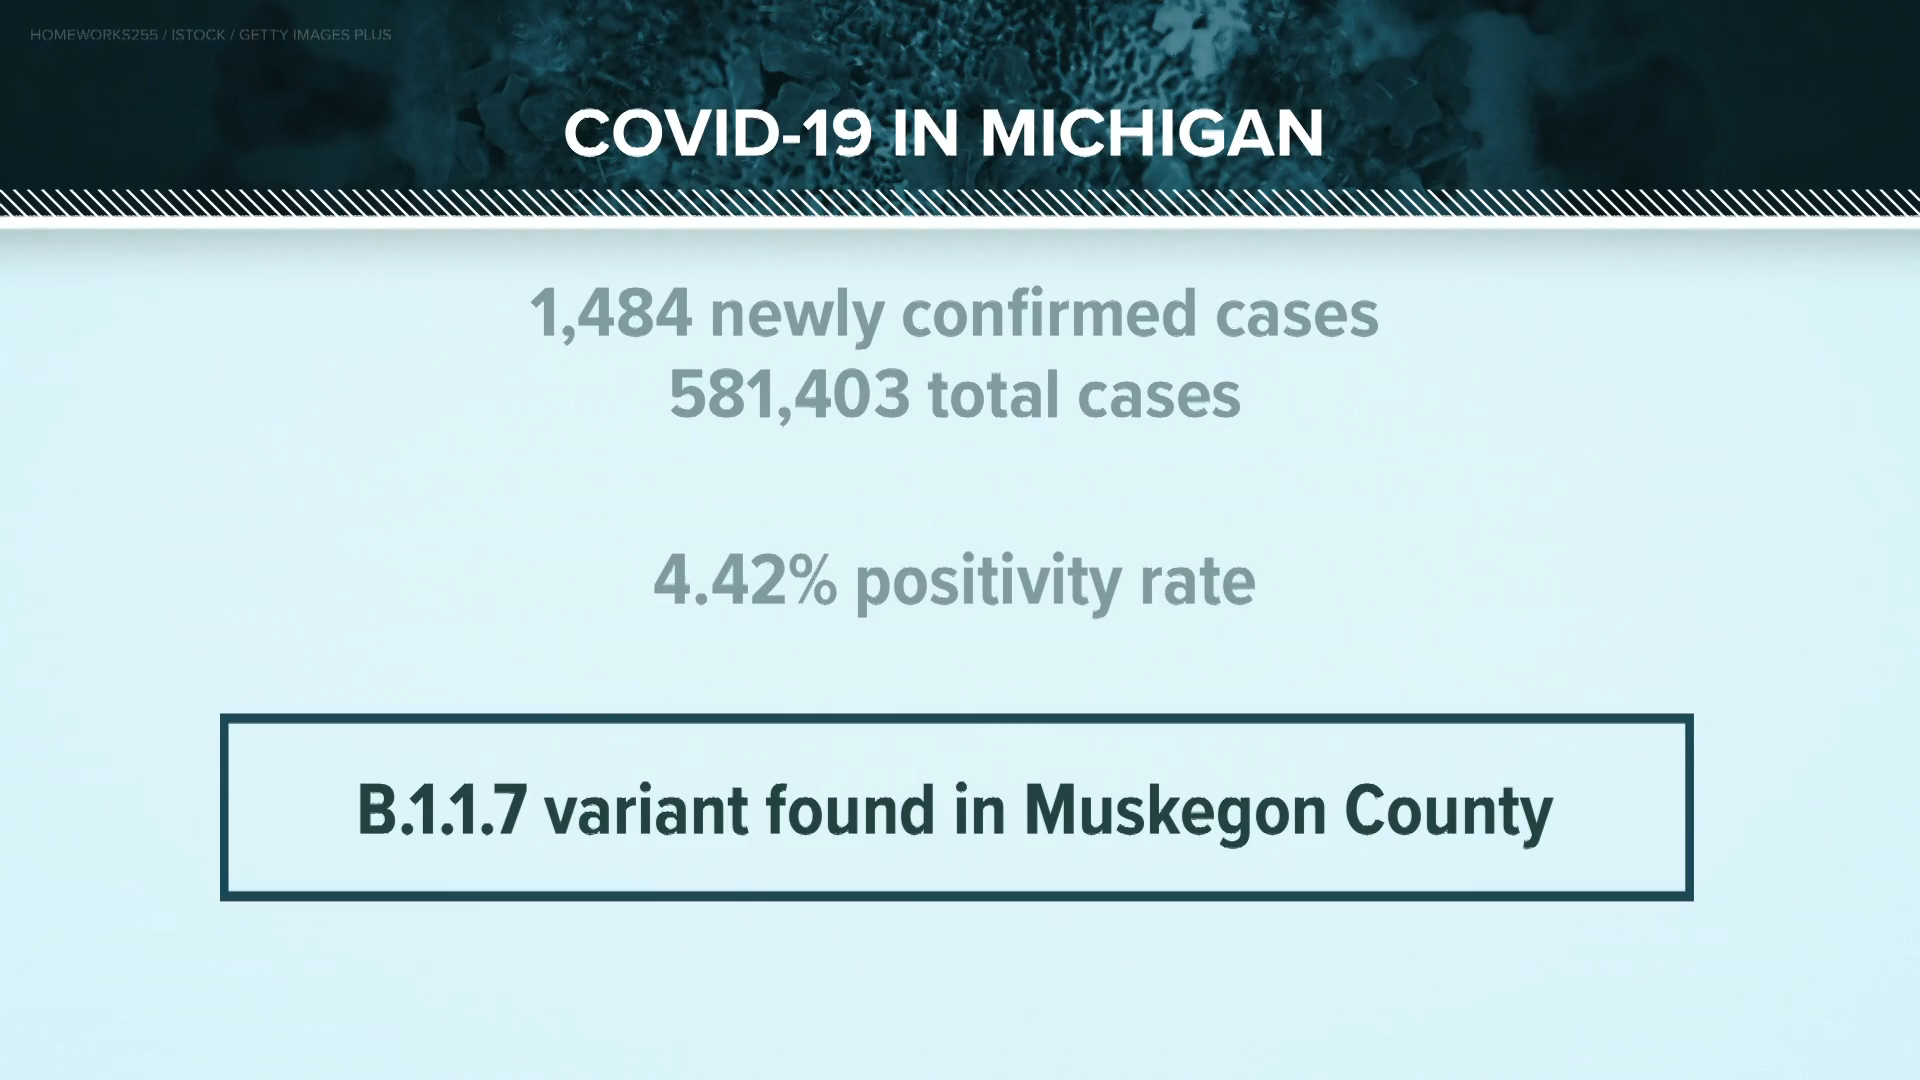 HOMEWORKS255 / ISTOCK / GETTY IMAGES PLUS
COVID-19 IN MICHIGAN
1,484 newly confirmed cases
581,403 total cases
4.42% positivity rate
B.1.1.7 variant found in Muskegon County